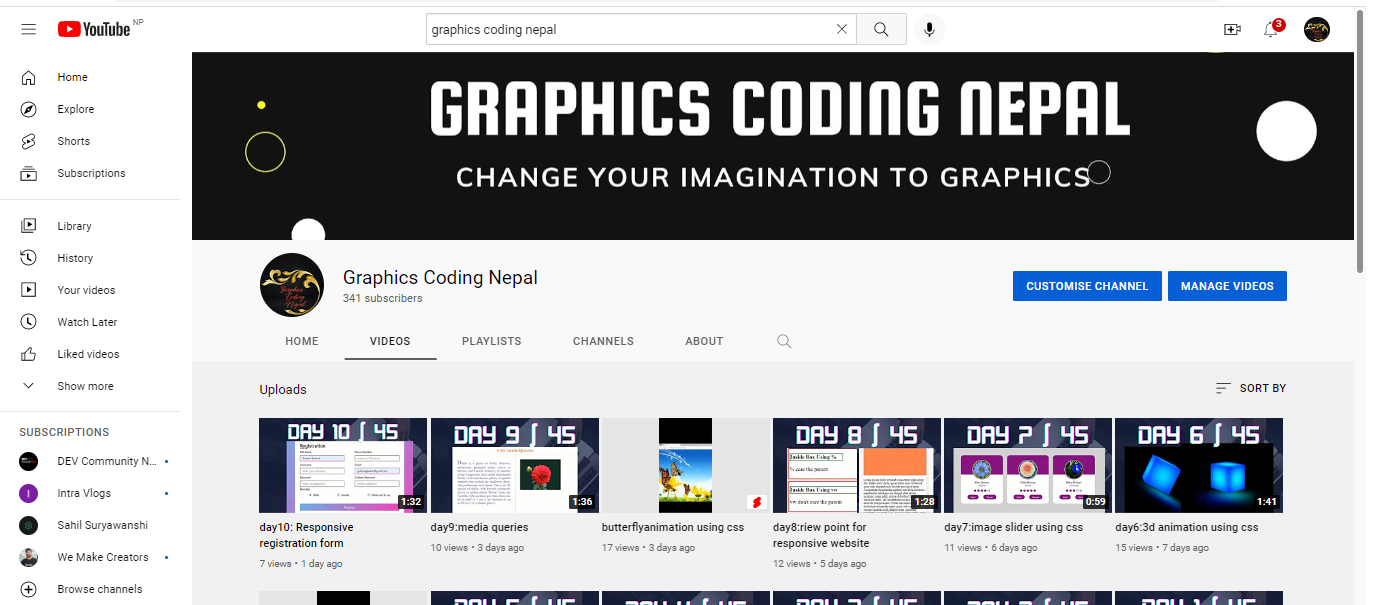 YouTube NP
graphics coding nepal
3
Home
Explore
Shorts
Subscriptions
Library
History
Your videos
Watch Later
Liked videos
Show more
SUBSCRIPTIONS
DEV Community N...
I Intra Vlogs
Sahil Suryawanshi
We Make Creators
Browse channels
GRAPHICS CODING NEPAL
CHANGE YOUR IMAGINATION TO GRAPHICS
Graphics Coding Nepal
Graphics Coding Nepal
341 subscribers
CUSTOMISE CHANNEL
MANAGE VIDEOS
HOME VIDEOS PLAYLISTS CHANNELS ABOUT
Uploads
SORT BY
DAY 10 ∫ 45
Registration
1:32
day10: Responsive
registration form
7 views • 1 day ago
DAY 9 ∫ 45
CSS Media Queries
1:36
day9:media queries
10 views • 3 days ago
butterflyanimation using css
17 views • 3 days ago
DAY 8 ∫ 45
Inside Box Using %
% care the parent
Inside Box Using vw
vw don't care the parent
1:28
day8:riew point for
responsive website
12 views • 5 days ago
DAY 7 ∫ 45
0:59
day7:image slider using css
11 views • 6 days ago
DAY 6 ∫ 45
1:41
day6:3d animation using css
15 views • 7 days ago